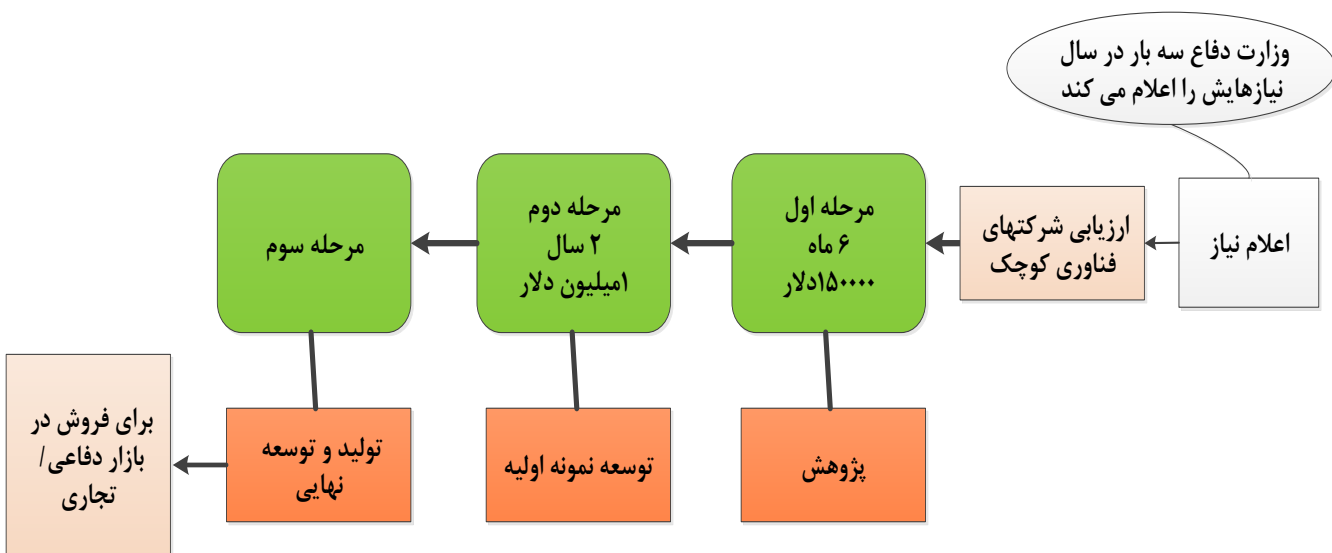 وزارت دفاع سه بار در سال
نیازهایش را اعلام می کند
اعلام نیاز
ارزیابی شرکتهای
فناوری کوچک
مرحله اول
۶ ماه
۱۵۰۰۰۰دلار
مرحله دوم
۲ سال
۱میلیون دلار
مرحله سوم
پژوهش
توسعه نمونه اولیه
تولید و توسعه
نهایی
برای فروش در
بازار دفاعی/
تجاری